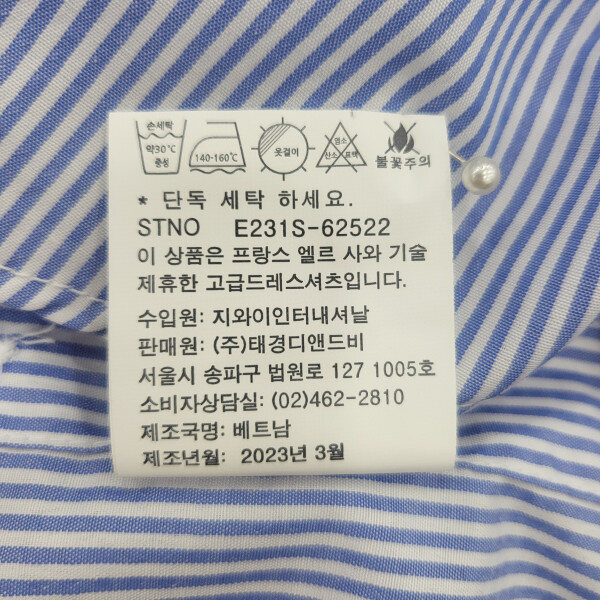 손세탁
약30℃
중성
140-160℃
옷걸이
염소
산소 표백
불꽃주의
* 단독 세탁 하세요.
STNO E231S-62522
이 상품은 프랑스 엘르 사와 기술
제휴한 고급드레스셔츠입니다.
수입원: 지와이인터내셔날
판매원: (주)태경디앤드비
서울시 송파구 법원로 127 1005호
소비자상담실: (02)462-2810
제조국명: 베트남
제조년월: 2023년 3월